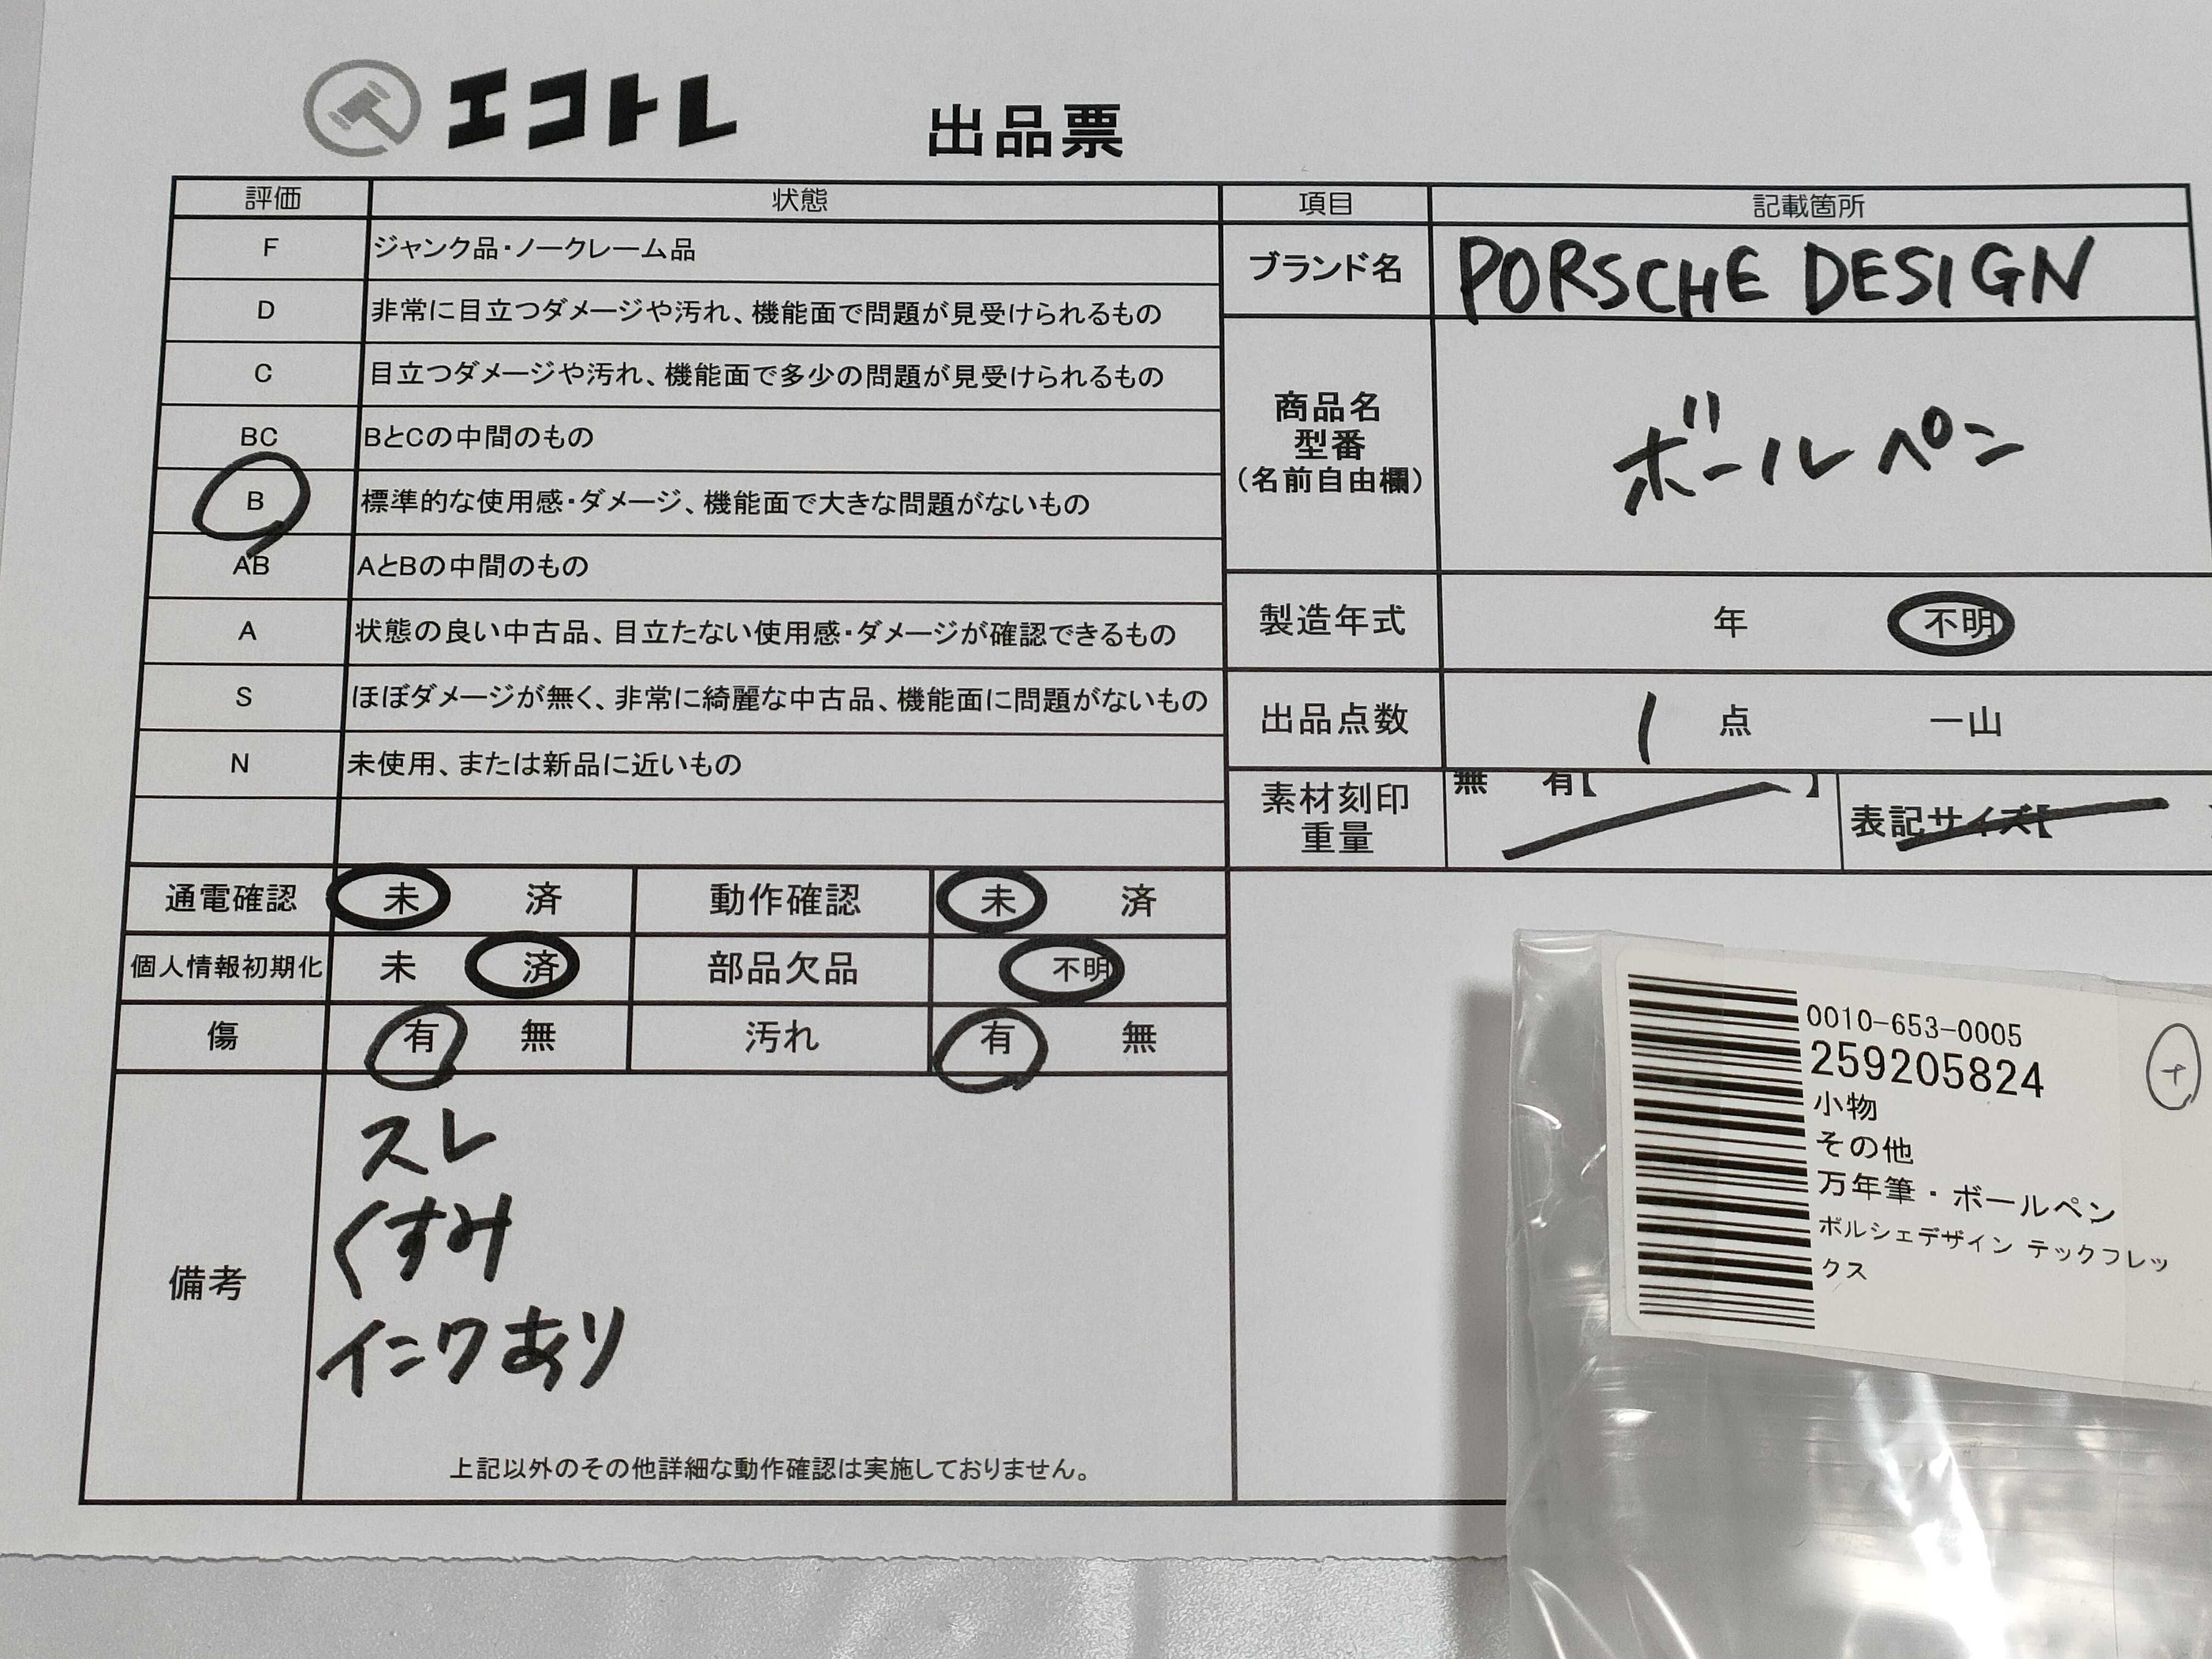 エコトレ 出品票
評価 状態 項目 記載箇所
F ジャンク品・ノークレーム品
D 非常に目立つダメージや汚れ、機能面で問題が見受けられるもの
C 目立つダメージや汚れ、機能面で多少の問題が見受けられるもの
BC BとCの中間のもの
B 標準的な使用感・ダメージ、機能面で大きな問題がないもの
AB AとBの中間のもの
A 状態の良い中古品、目立たない使用感・ダメージが確認できるもの
S ほぼダメージが無く、非常に綺麗な中古品、機能面に問題がないもの
N 未使用、または新品に近いもの
ブランド名 PORSCHE DESIGN
商品名
型番
(名前自由欄)
ボールペン
製造年式 年 不明
出品点数 1 点 一山
素材刻印
重量
無 有【 】 表記サイズ【
通電確認 未 済 動作確認 未 済
個人情報初期化 未 済 部品欠品 不明
傷 有 無 汚れ 有 無
備考
スレ
くすみ
インクあり
上記以外のその他詳細な動作確認は実施しておりません。
0010-653-0005
259205824
小物
その他
万年筆・ボールペン
ポルシェデザイン テックフレッ
クス